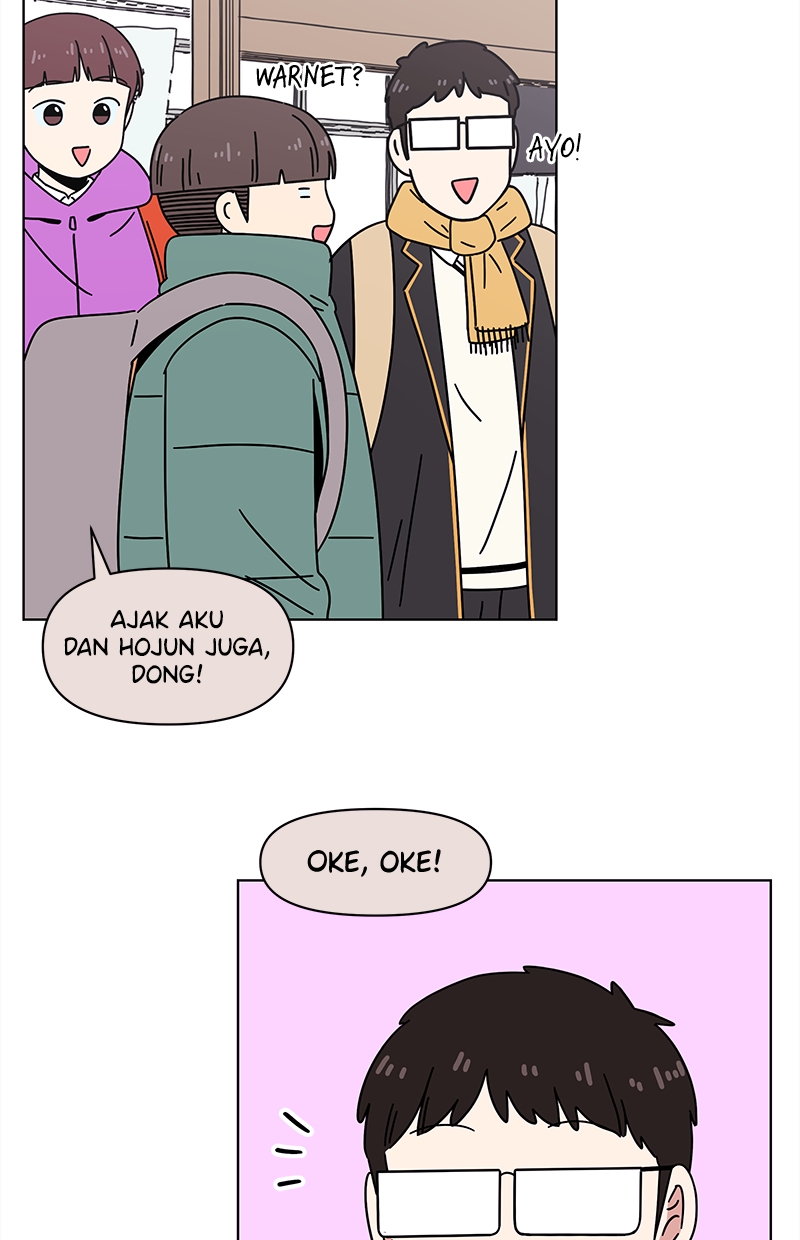 WARNET?
AYO!
AJAK AKU
DAN HOJUN JUGA,
DONG!
OKE, OKE!